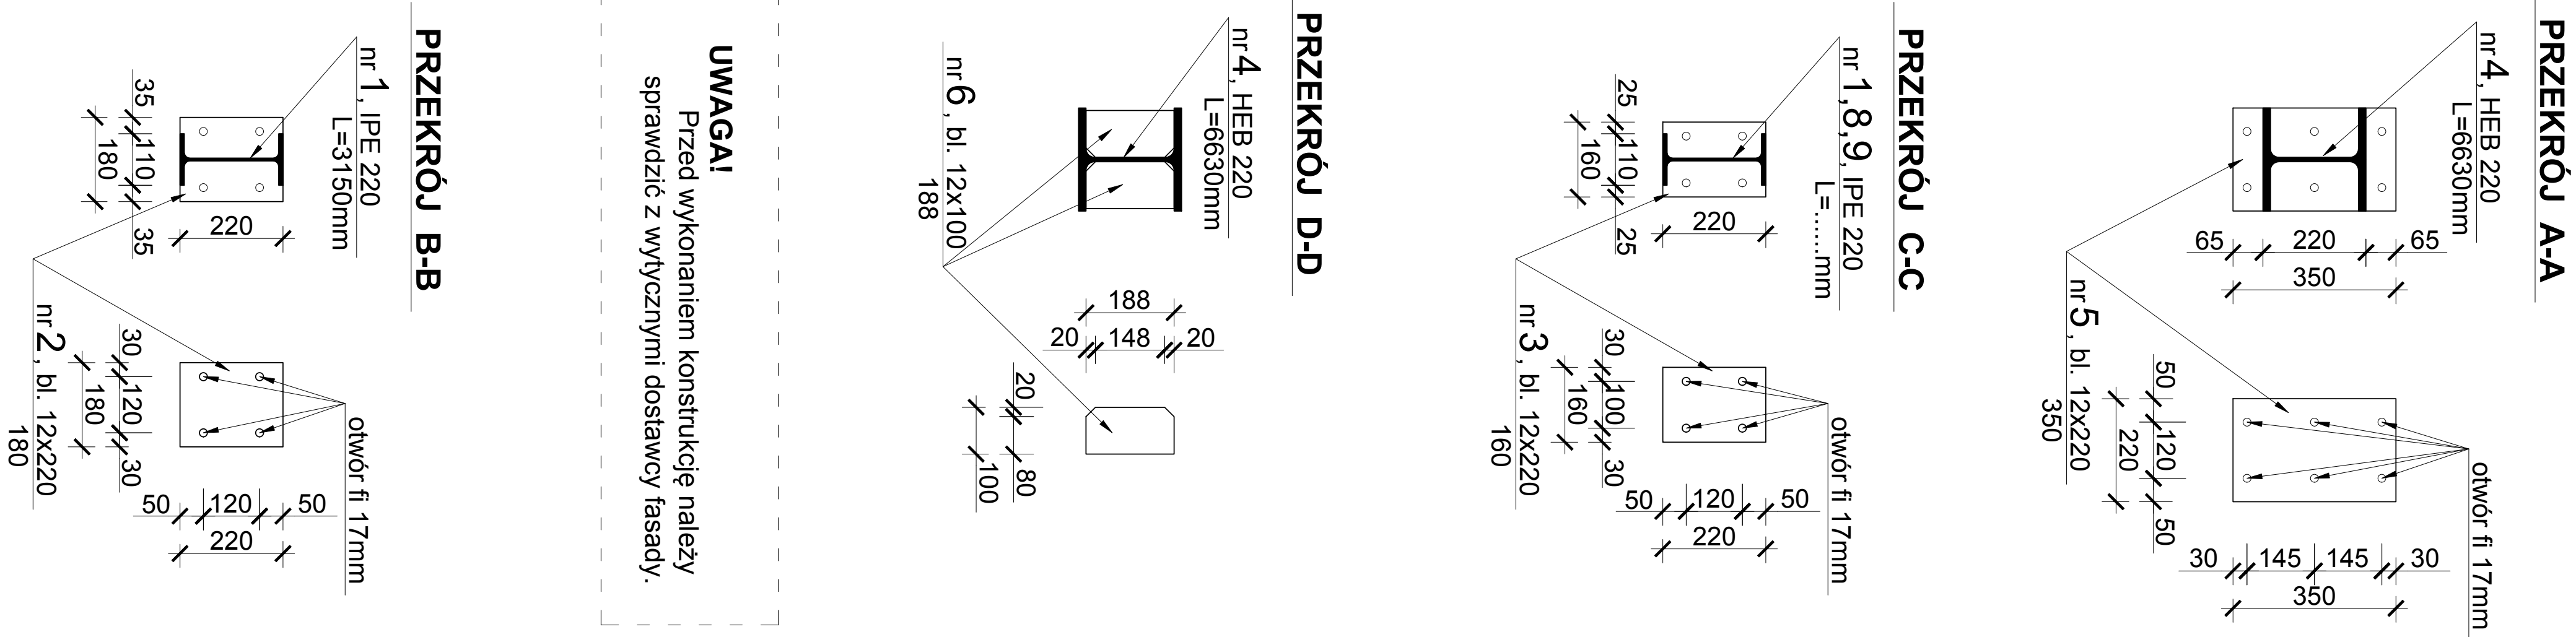 PRZEKRÓJ A-A
nr 4, HEB 220
L=6630mm
65
220
65
350
nr 5, bl. 12x220
350
50
120
50
220
otwór fi 17mm
30
145
145
30
350
PRZEKRÓJ C-C
nr 1,8,9, IPE 220
L=......mm
25
110
25
160
220
nr 3, bl. 12x220
160
30
100
30
160
otwór fi 17mm
50
120
50
220
PRZEKRÓJ D-D
nr 4, HEB 220
L=6630mm
nr 6, bl. 12x100
188
188
20
148
20
20
80
100
UWAGA!
Przed wykonaniem konstrukcję należy
sprawdzić z wytycznymi dostawcy fasady.
PRZEKRÓJ B-B
nr 1, IPE 220
L=3150mm
35
110
35
180
220
nr 2, bl. 12x220
180
30
120
30
180
otwór fi 17mm
50
120
50
220